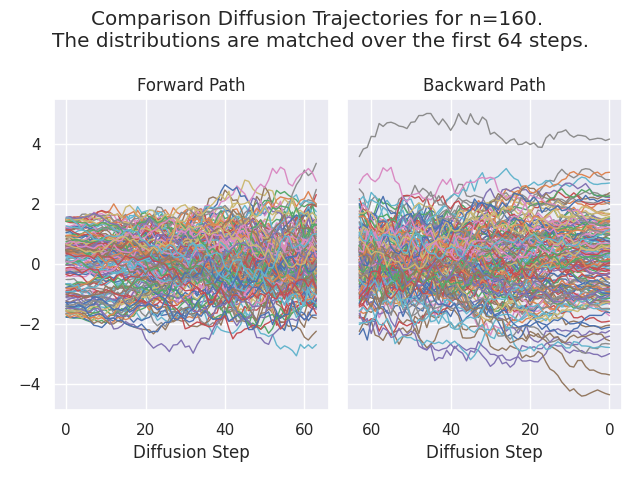 Comparison Diffusion Trajectories for n=160.
The distributions are matched over the first 64 steps.
Forward Path
Backward Path
4
2
0
−2
−4
0 20 40 60
60 40 20 0
Diffusion Step
Diffusion Step